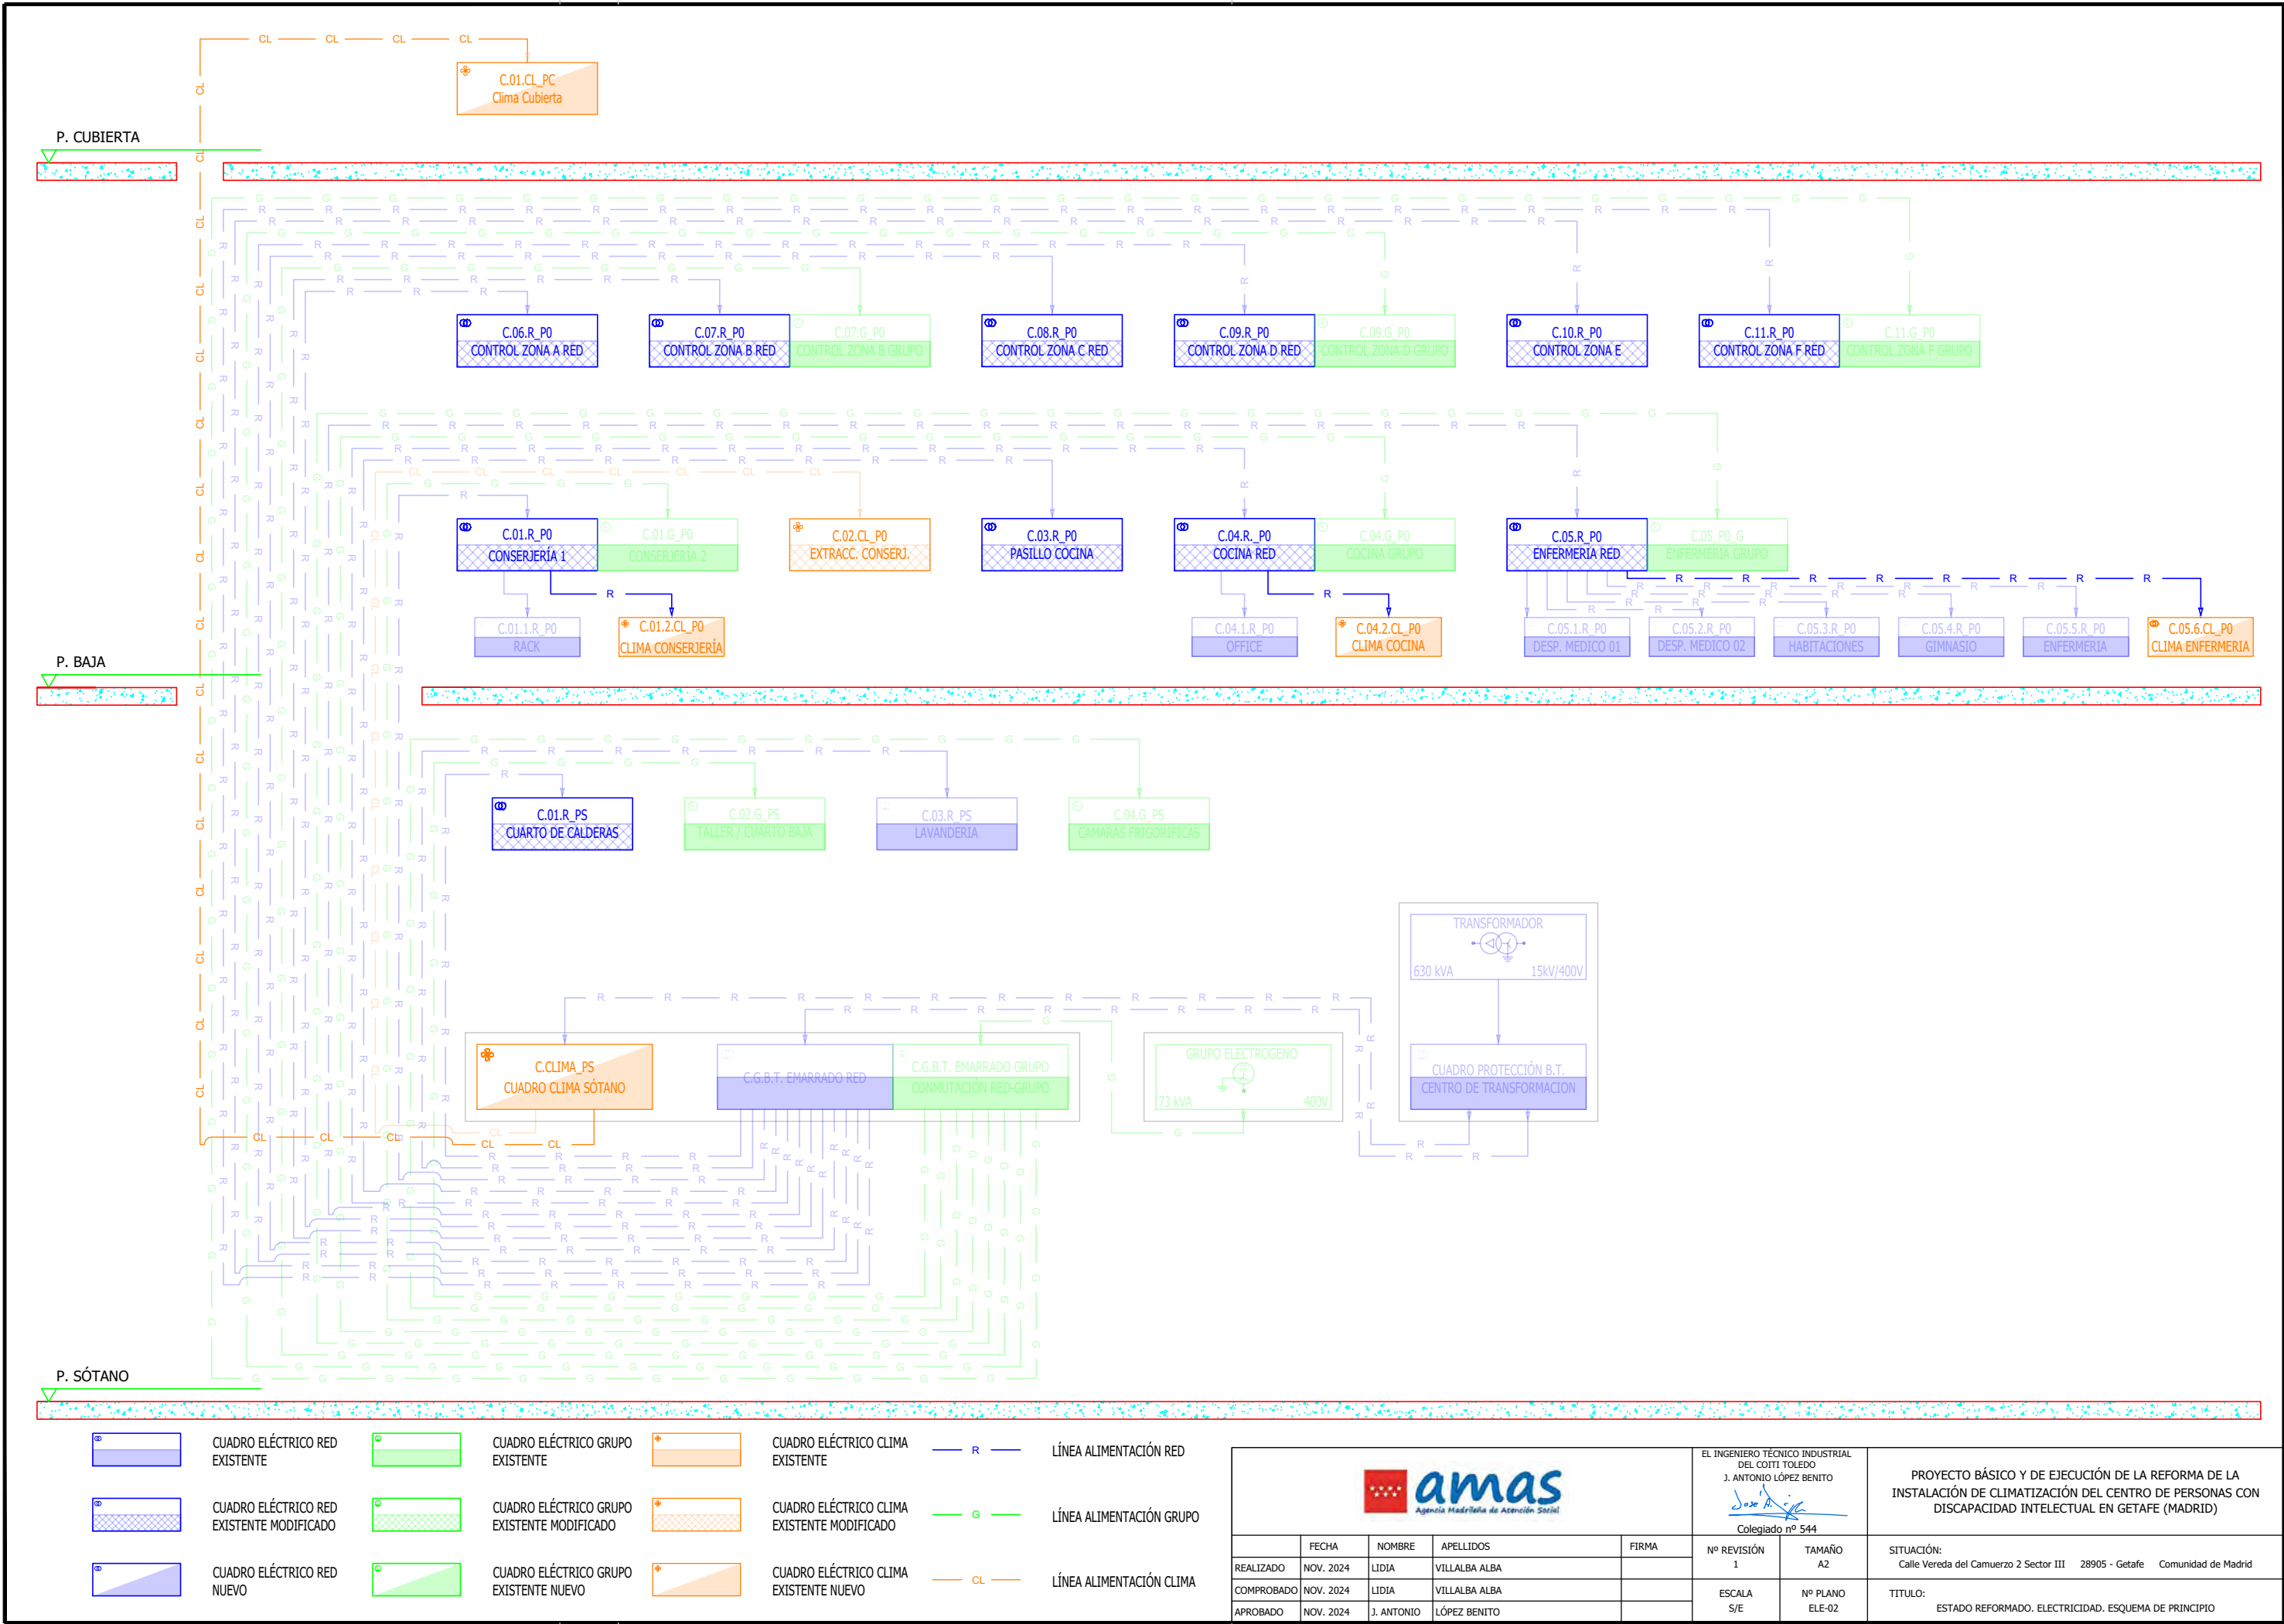 CL CL CL CL
C.01.CL_PC
Clima Cubierta
P. CUBIERTA
C.06.R_P0
CONTROL ZONA A RED
C.07.R_P0
CONTROL ZONA B RED
C.07.G_P0
CONTROL ZONA B GRUPO
C.08.R_P0
CONTROL ZONA C RED
C.09.R_P0
CONTROL ZONA D RED
C.09.G_P0
CONTROL ZONA D GRUPO
C.10.R_P0
CONTROL ZONA E
C.11.R_P0
CONTROL ZONA F RED
C.11.G_P0
CONTROL ZONA F GRUPO
C.01.R_P0
CONSERJERÍA 1
C.01.G_P0
CONSERJERÍA 2
C.02.CL_P0
EXTRACC. CONSERJ.
C.03.R_P0
PASILLO COCINA
C.04.R._P0
COCINA RED
C.04.G_P0
COCINA GRUPO
C.05.R_P0
ENFERMERIA RED
C.05_P0_G
ENFERMERIA GRUPO
C.01.1.R_P0
RACK
C.01.2.CL_P0
CLIMA CONSERJERÍA
C.04.1.R_P0
OFFICE
C.04.2.CL_P0
CLIMA COCINA
C.05.1.R_P0
DESP. MEDICO 01
C.05.2.R_P0
DESP. MEDICO 02
C.05.3.R_P0
HABITACIONES
C.05.4.R_P0
GIMNASIO
C.05.5.R_P0
ENFERMERIA
C.05.6.CL_P0
CLIMA ENFERMERIA
P. BAJA
C.01.R_PS
CUARTO DE CALDERAS
C.02.G_PS
TALLER / CUARTO BAJA
C.03.R_PS
LAVANDERIA
C.04.G_PS
CAMARAS FRIGORIFICAS
TRANSFORMADOR
630 kVA 15kV/400V
C.CLIMA_PS
CUADRO CLIMA SÓTANO
C.G.B.T. EMARRADO RED
C.G.B.T. EMARRADO GRUPO
CONMUTACIÓN RED-GRUPO
GRUPO ELECTROGENO
73 kVA 400V
CUADRO PROTECCIÓN B.T.
CENTRO DE TRANSFORMACION
P. SÓTANO
CUADRO ELÉCTRICO RED
EXISTENTE
CUADRO ELÉCTRICO GRUPO
EXISTENTE
CUADRO ELÉCTRICO CLIMA
EXISTENTE
R LÍNEA ALIMENTACIÓN RED
CUADRO ELÉCTRICO RED
EXISTENTE MODIFICADO
CUADRO ELÉCTRICO GRUPO
EXISTENTE MODIFICADO
CUADRO ELÉCTRICO CLIMA
EXISTENTE MODIFICADO
G LÍNEA ALIMENTACIÓN GRUPO
CUADRO ELÉCTRICO RED
NUEVO
CUADRO ELÉCTRICO GRUPO
EXISTENTE NUEVO
CUADRO ELÉCTRICO CLIMA
EXISTENTE NUEVO
CL LÍNEA ALIMENTACIÓN CLIMA
amas
Agencia Madrileña de Atención Social
EL INGENIERO TÉCNICO INDUSTRIAL
DEL COITI TOLEDO
J. ANTONIO LÓPEZ BENITO
Colegiado nº 544
PROYECTO BÁSICO Y DE EJECUCIÓN DE LA REFORMA DE LA
INSTALACIÓN DE CLIMATIZACIÓN DEL CENTRO DE PERSONAS CON
DISCAPACIDAD INTELECTUAL EN GETAFE (MADRID)
FECHA NOMBRE APELLIDOS FIRMA
REALIZADO NOV. 2024 LIDIA VILLALBA ALBA
COMPROBADO NOV. 2024 LIDIA VILLALBA ALBA
APROBADO NOV. 2024 J. ANTONIO LÓPEZ BENITO
Nº REVISIÓN
1
TAMAÑO
A2
SITUACIÓN:
Calle Vereda del Camuerzo 2 Sector III 28905 - Getafe Comunidad de Madrid
ESCALA
S/E
Nº PLANO
ELE-02
TITULO:
ESTADO REFORMADO. ELECTRICIDAD. ESQUEMA DE PRINCIPIO